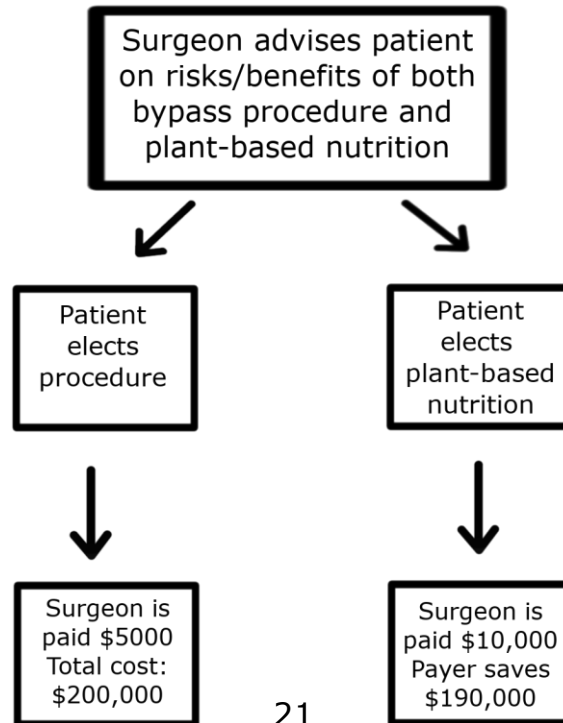 Surgeon advises patient
on risks/benefits of both
bypass procedure and
plant-based nutrition
Patient
elects
procedure
Patient
elects
plant-based
nutrition
Surgeon is
paid $5000
Total cost:
$200,000
Surgeon is
paid $10,000
Payer saves
$190,000
21